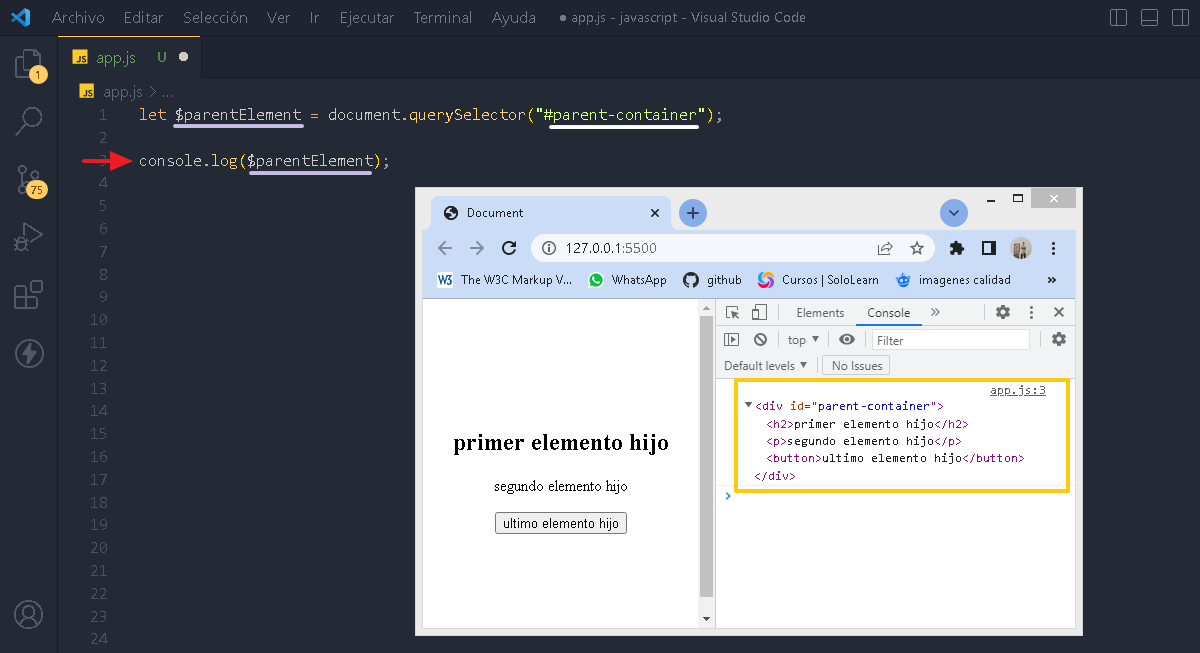 Archivo Editar Selección Ver Ir Ejecutar Terminal Ayuda ● app.js - javascript - Visual Studio Code
JS app.js U ●
JS app.js > ...
1 let $parentElement = document.querySelector("#parent-container");
2
3 console.log($parentElement);
4
5
6
7
8
9
10
11
12
13
14
15
16
17
18
19
20
21
22
23
24
1
75
Document
127.0.0.1:5500
W3 The W3C Markup V... WhatsApp github Cursos | SoloLearn imagenes calidad »
primer elemento hijo
segundo elemento hijo
ultimo elemento hijo
Elements Console »
top ▼ Filter
Default levels ▼ No Issues
app.js:3
▼<div id="parent-container">
<h2>primer elemento hijo</h2>
<p>segundo elemento hijo</p>
<button>ultimo elemento hijo</button>
</div>
>